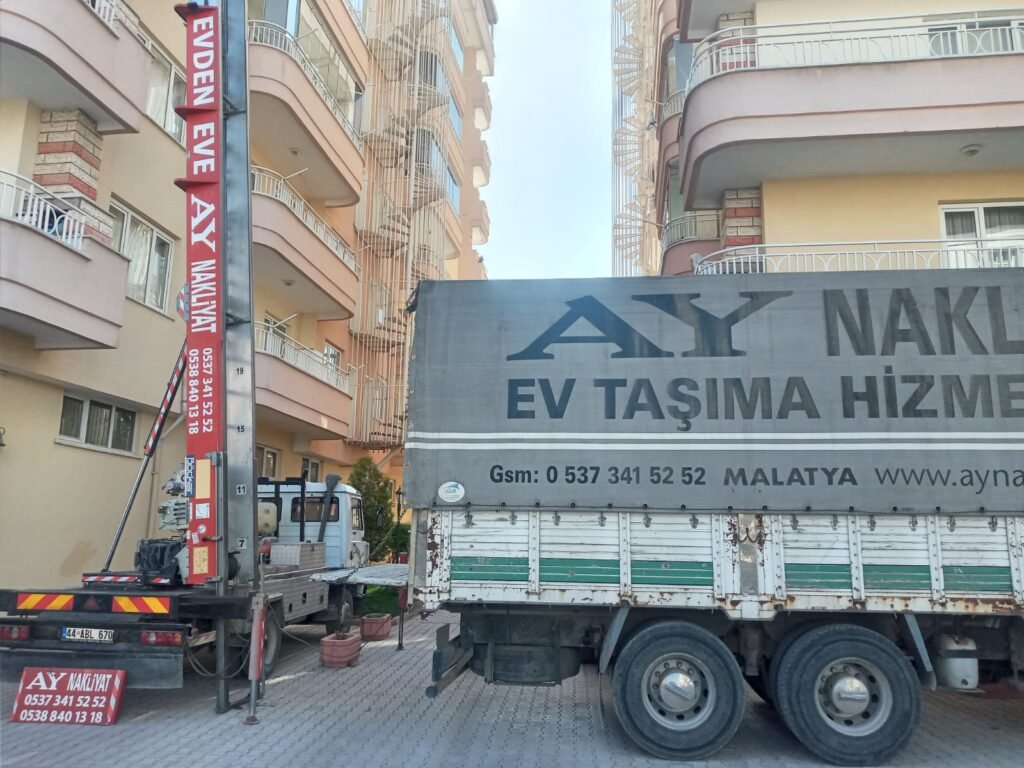 EVDEN EVE AY NAKLİYAT
0537 341 52 52
0538 840 13 18
19
15
11
7
44 ABL 670
AY NAKLİYAT
0537 341 52 52
0538 840 13 18
AY NAKL
EV TAŞIMA HİZME
Gsm: 0 537 341 52 52 MALATYA www.ayna